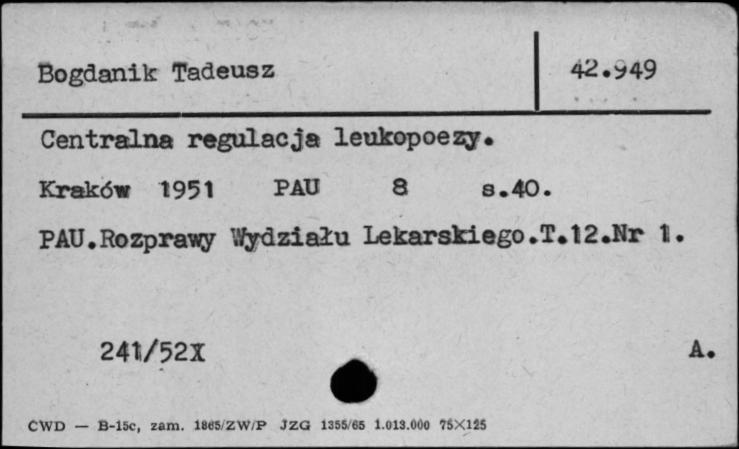 Bogdanik Tadeusz 42.949
Centralna regulacja leukopoezy.
Kraków 1951 PAU 8 s.40.
PAU.Rozprawy Wydziału Lekarskiego.T.12.Nr 1.
241/52X A.
CWD — B-15c, zam. 1865/ZW/P JZG 1355/65 1.013.000 75×125